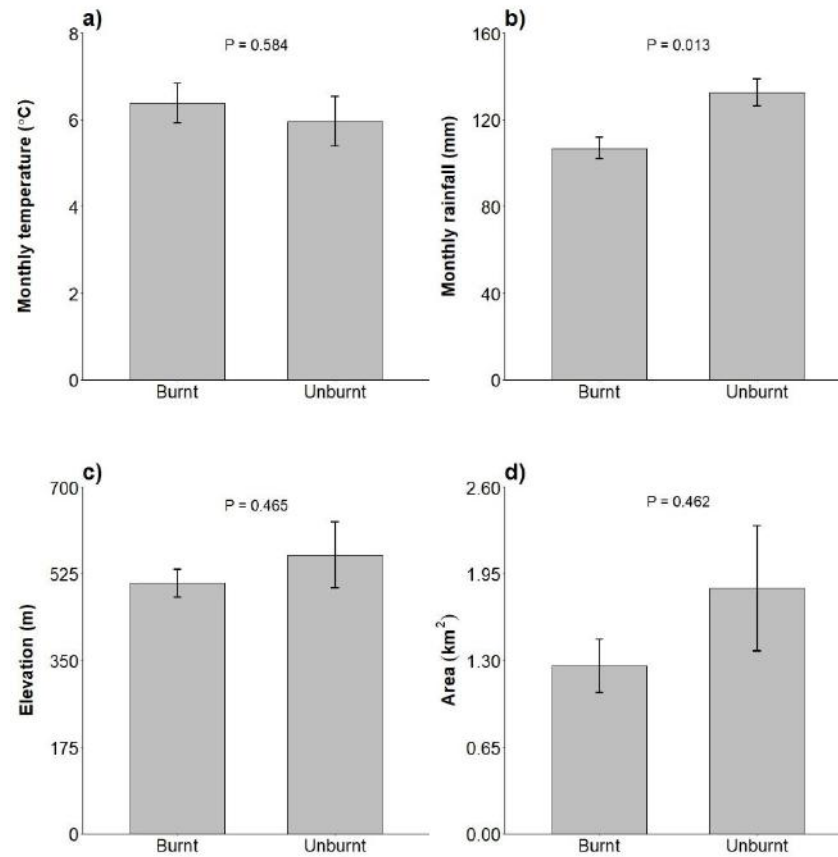 a)
P = 0.584
Monthly temperature (°C)
8
6
4
2
0
Burnt
Unburnt
b)
P = 0.013
Monthly rainfall (mm)
160
120
80
40
0
Burnt
Unburnt
c)
P = 0.465
Elevation (m)
700
525
350
175
0
Burnt
Unburnt
d)
P = 0.462
Area (km²)
2.60
1.95
1.30
0.65
0.00
Burnt
Unburnt